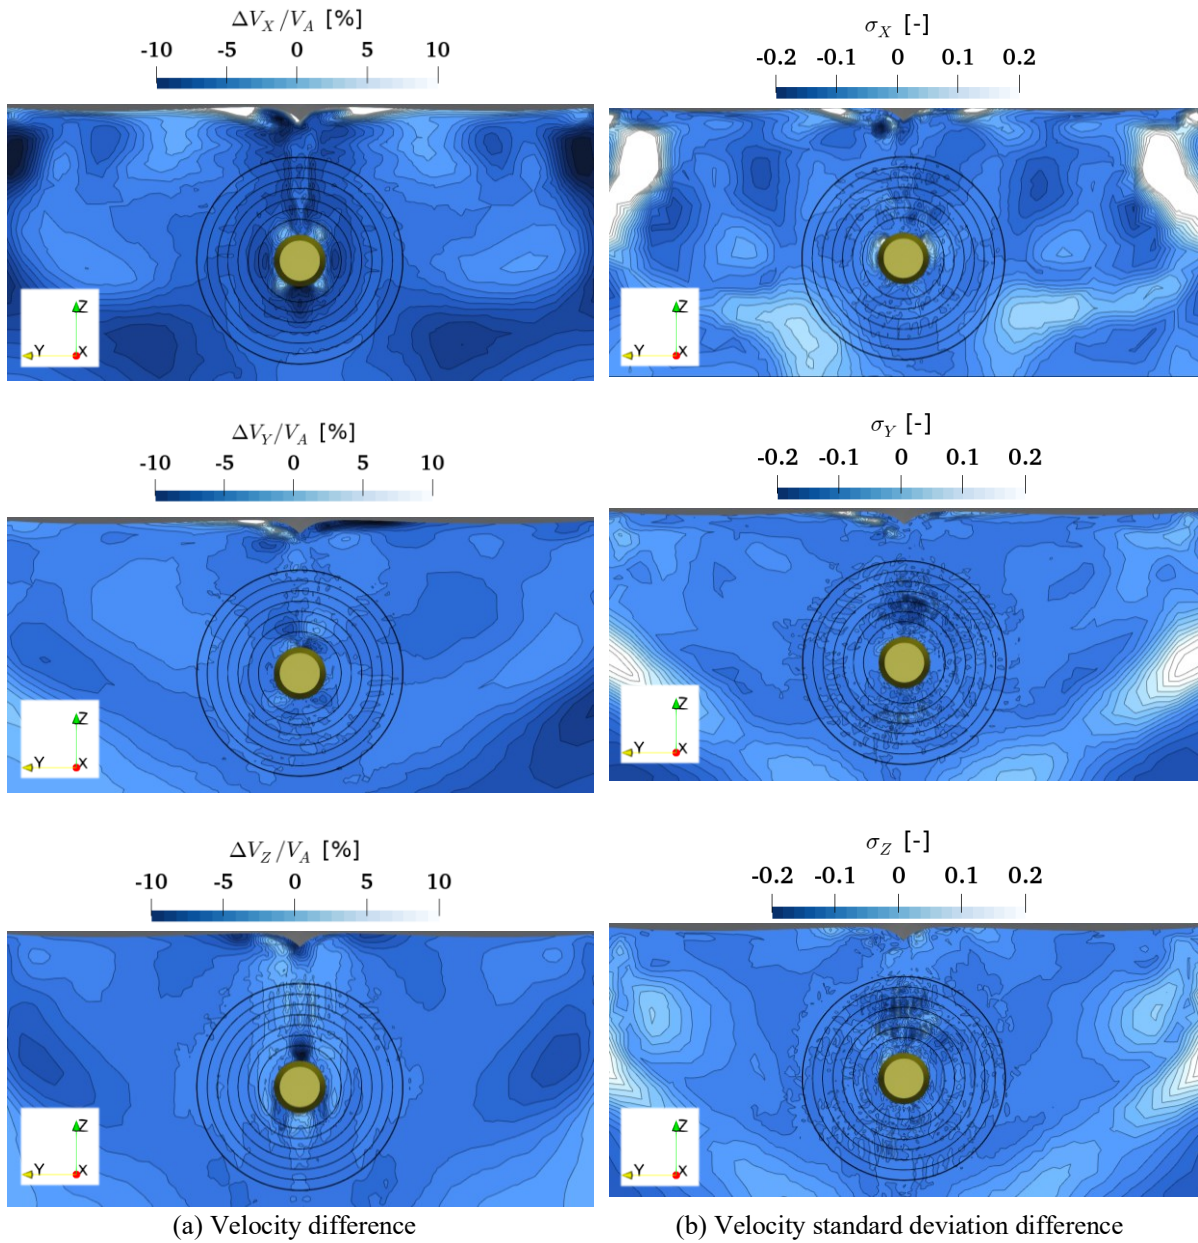 ΔV_X/V_A [%]
-10 -5 0 5 10
σ_X [-]
-0.2 -0.1 0 0.1 0.2
Z
Y X
Z
Y X
ΔV_Y/V_A [%]
-10 -5 0 5 10
σ_Y [-]
-0.2 -0.1 0 0.1 0.2
Z
Y X
Z
Y X
ΔV_Z/V_A [%]
-10 -5 0 5 10
σ_Z [-]
-0.2 -0.1 0 0.1 0.2
Z
Y X
Z
Y X
(a) Velocity difference
(b) Velocity standard deviation difference